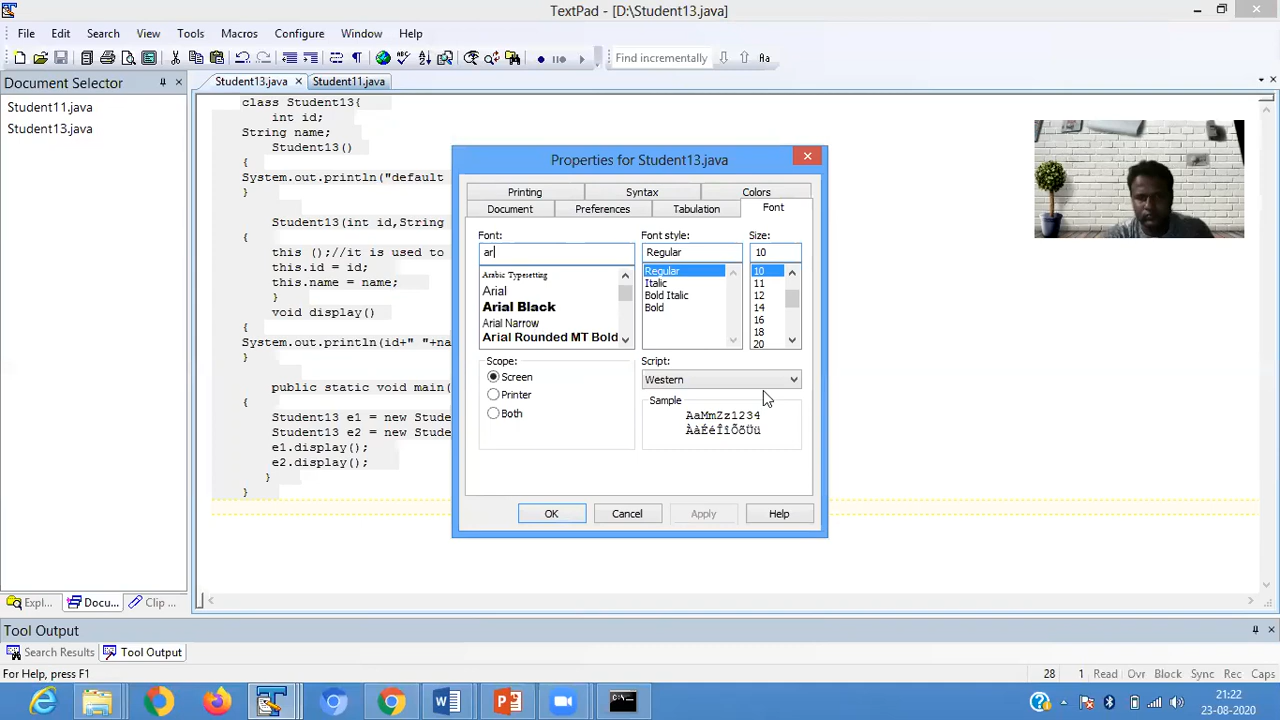 TextPad - [D:\Student13.java]
File Edit Search View Tools Macros Configure Window Help
Find incrementally
Aa
Document Selector
Student11.java
Student13.java
Student13.java
Student11.java
class Student13{
int id;
String name;
Student13()
{
System.out.println("default
}
Student13(int id,String
{
this ();//it is used to
this.id = id;
this.name = name;
}
void display()
{
System.out.println(id+" "+na
public static void main(
{
Student13 e1 = new Stude
Student13 e2 = new Stude
e1.display();
e2.display();
}
}
Properties for Student13.java
Printing Syntax Colors
Document Preferences Tabulation Font
Font: Font style: Size:
ar Regular 10
Arabic Typesetting
Arial
Arial Black
Arial Narrow
Arial Rounded MT Bold
Regular
Italic
Bold Italic
Bold
10
11
12
14
16
18
20
Scope:
Screen
Printer
Both
Script:
Western
Sample
AaMmZz1234
ÀàÉéÎîÕõÜü
OK Cancel Apply Help
Expl... Docu... Clip ...
Tool Output
Search Results Tool Output
For Help, press F1
28 1 Read Ovr Block Sync Rec Caps
21:22
23-08-2020